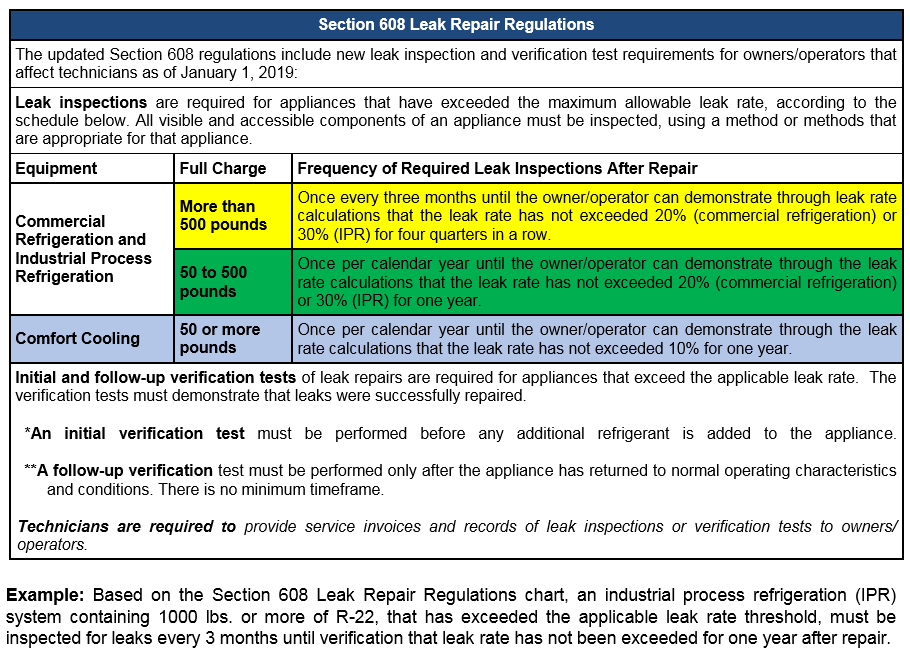 Section 608 Leak Repair Regulations
The updated Section 608 regulations include new leak inspection and verification test requirements for owners/operators that
affect technicians as of January 1, 2019:
Leak inspections are required for appliances that have exceeded the maximum allowable leak rate, according to the
schedule below. All visible and accessible components of an appliance must be inspected, using a method or methods that
are appropriate for that appliance.
Equipment Full Charge Frequency of Required Leak Inspections After Repair
Commercial
Refrigeration and
Industrial Process
Refrigeration
More than
500 pounds
Once every three months until the owner/operator can demonstrate through leak rate
calculations that the leak rate has not exceeded 20% (commercial refrigeration) or
30% (IPR) for four quarters in a row.
50 to 500
pounds
Once per calendar year until the owner/operator can demonstrate through the leak
rate calculations that the leak rate has not exceeded 20% (commercial refrigeration)
or 30% (IPR) for one year.
Comfort Cooling
50 or more
pounds
Once per calendar year until the owner/operator can demonstrate through the leak
rate calculations that the leak rate has not exceeded 10% for one year.
Initial and follow-up verification tests of leak repairs are required for appliances that exceed the applicable leak rate. The
verification tests must demonstrate that leaks were successfully repaired.
*An initial verification test must be performed before any additional refrigerant is added to the appliance.
**A follow-up verification test must be performed only after the appliance has returned to normal operating characteristics
and conditions. There is no minimum timeframe.
Technicians are required to provide service invoices and records of leak inspections or verification tests to owners/
operators.
Example: Based on the Section 608 Leak Repair Regulations chart, an industrial process refrigeration (IPR)
system containing 1000 lbs. or more of R-22, that has exceeded the applicable leak rate threshold, must be
inspected for leaks every 3 months until verification that leak rate has not been exceeded for one year after repair.